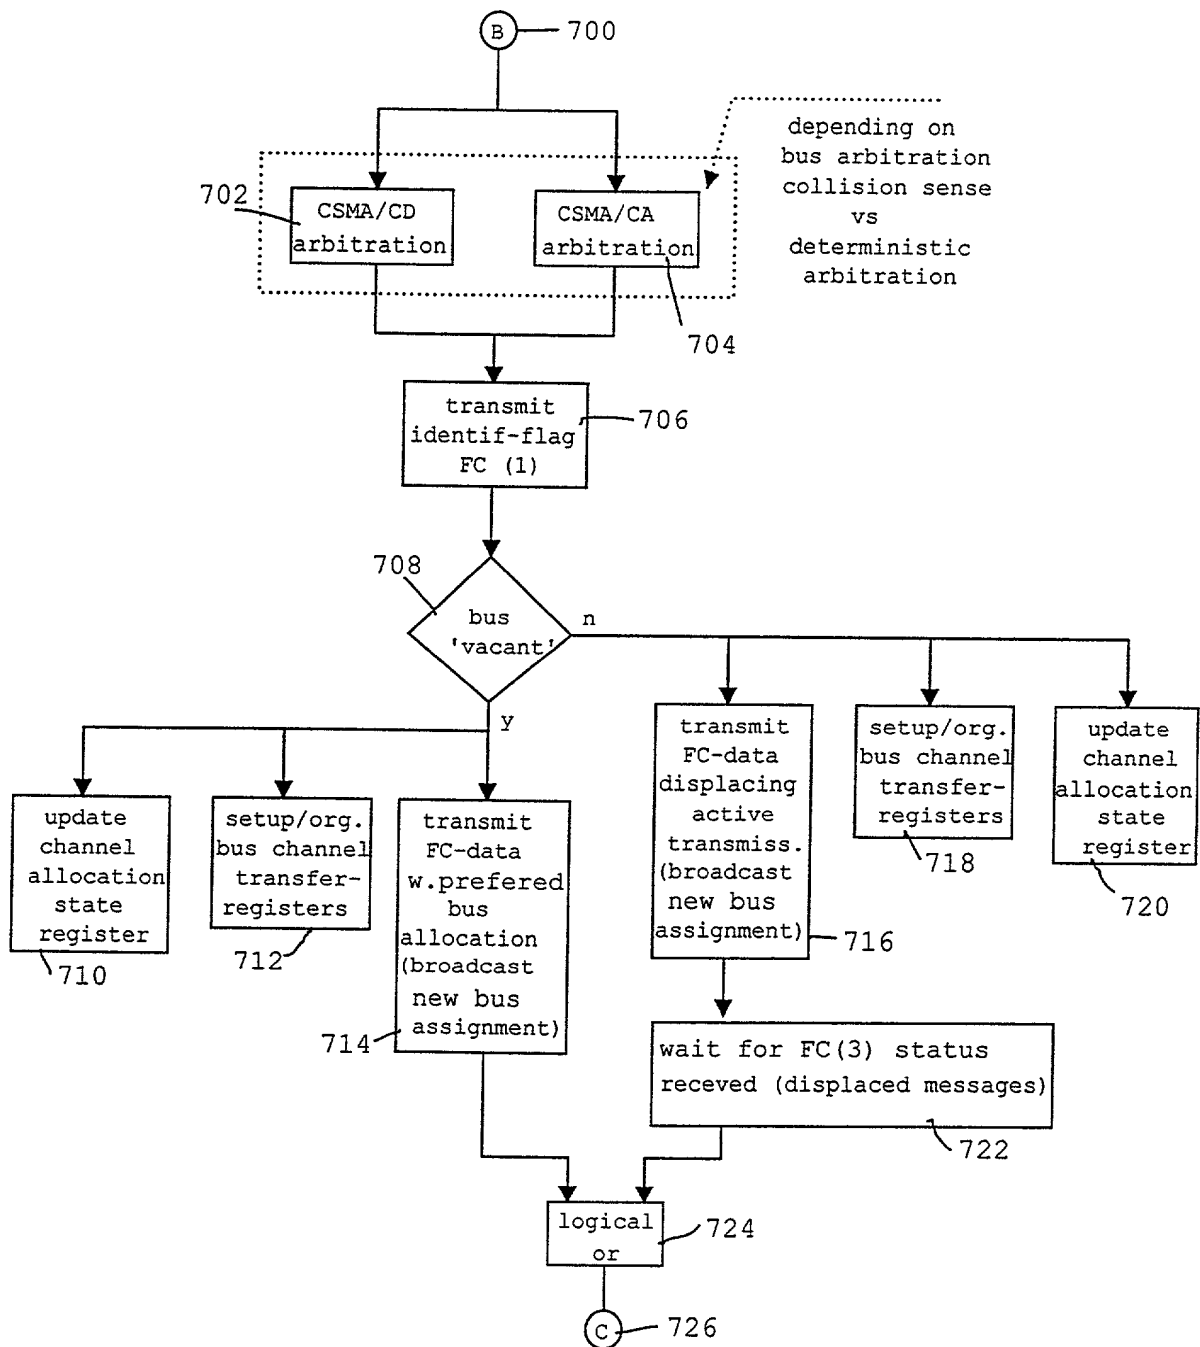 B
700
depending on
bus arbitration
collision sense
vs
deterministic
arbitration
702
CSMA/CD
arbitration
CSMA/CA
arbitration
704
transmit
identif-flag
FC (1)
706
708
bus
'vacant'
n
y
update
channel
allocation
state
register
710
setup/org.
bus channel
transfer-
registers
712
transmit
FC-data
w.prefered
bus
allocation
(broadcast
new bus
assignment)
714
transmit
FC-data
displacing
active
transmiss.
(broadcast
new bus
assignment)
716
setup/org.
bus channel
transfer-
registers
718
update
channel
allocation
state
register
720
wait for FC(3) status
receved (displaced messages)
722
logical
or
724
C
726